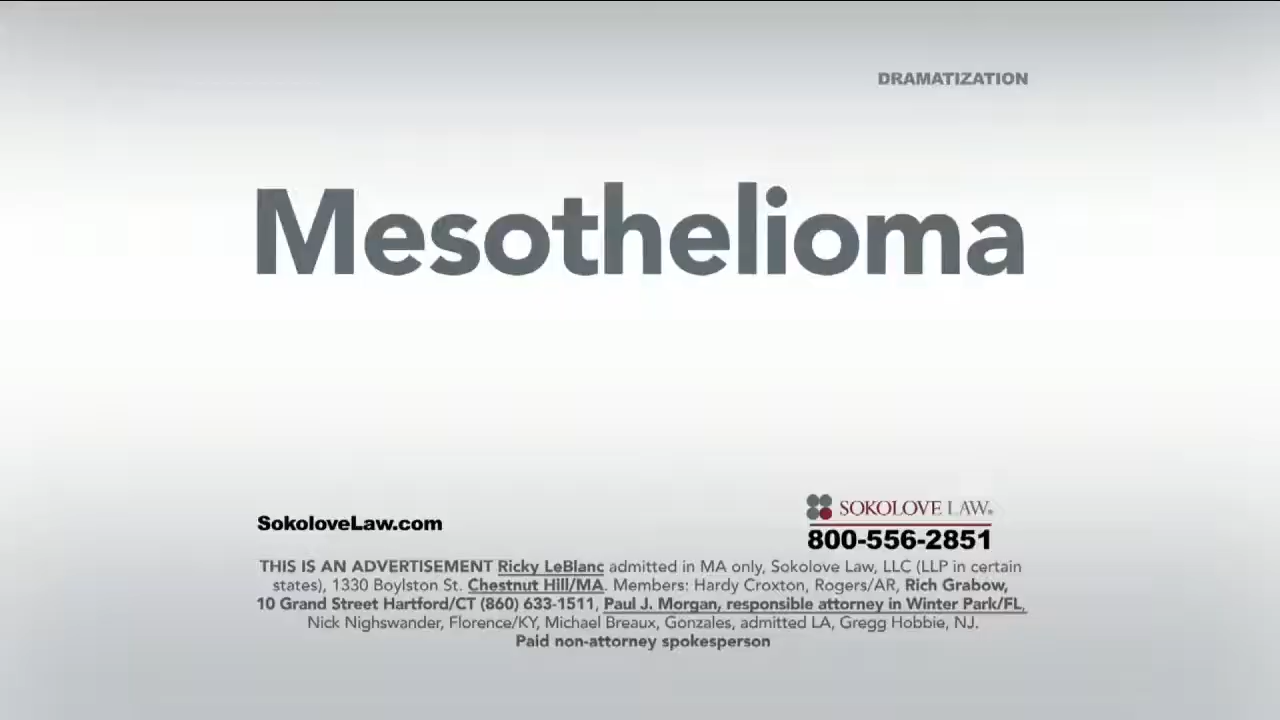 DRAMATIZATION
Mesothelioma
SokoloveLaw.com
SOKOLOVE LAW®
800-556-2851
THIS IS AN ADVERTISEMENT Ricky LeBlanc admitted in MA only, Sokolove Law, LLC (LLP in certain
states), 1330 Boylston St. Chestnut Hill/MA. Members: Hardy Croxton, Rogers/AR, Rich Grabow,
10 Grand Street Hartford/CT (860) 633-1511, Paul J. Morgan, responsible attorney in Winter Park/FL,
Nick Nighswander, Florence/KY, Michael Breaux, Gonzales, admitted LA, Gregg Hobbie, NJ.
Paid non-attorney spokesperson